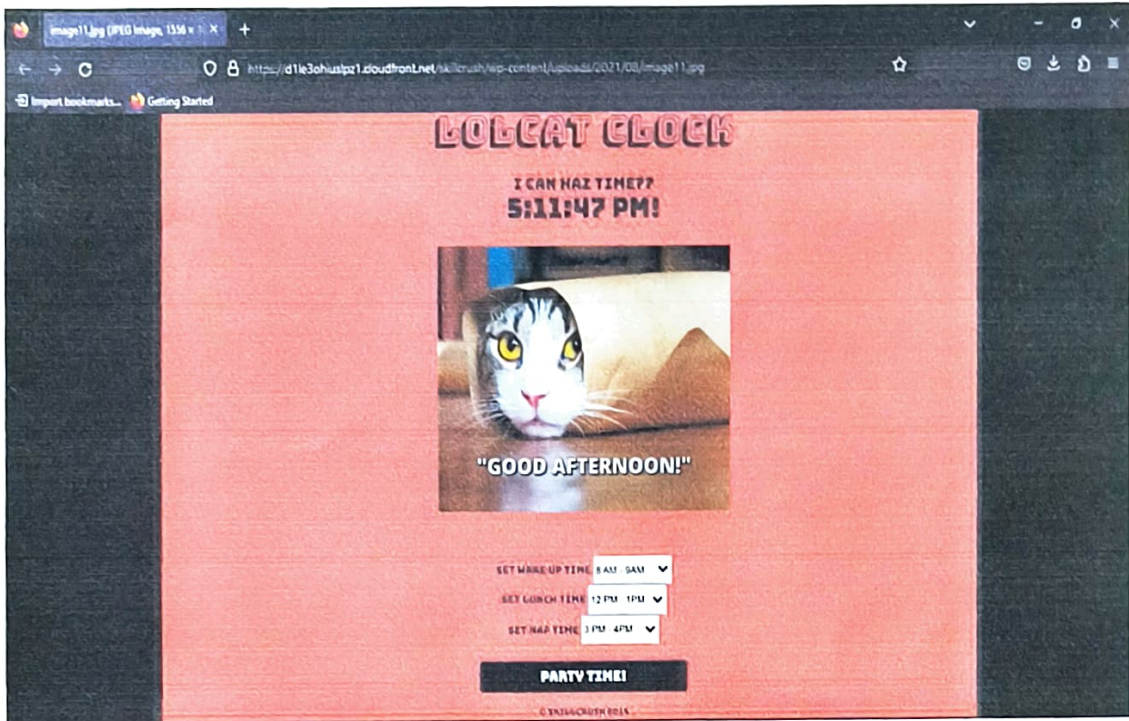 image11.jpg (JPEG Image, 1556 ×
https://d1le3ohiuslpz1.cloudfront.net/skillcrush/wp-content/uploads/2021/08/image11.jpg
Import bookmarks... Getting Started
LOLCAT CLOCK
I CAN HAZ TIME??
5:11:47 PM!
"GOOD AFTERNOON!"
SET WAKE UP TIME 8 AM - 9AM
SET LUNCH TIME 12 PM - 1PM
SET NAP TIME 3 PM - 4PM
PARTY TIME!
© SKILLCRUSH